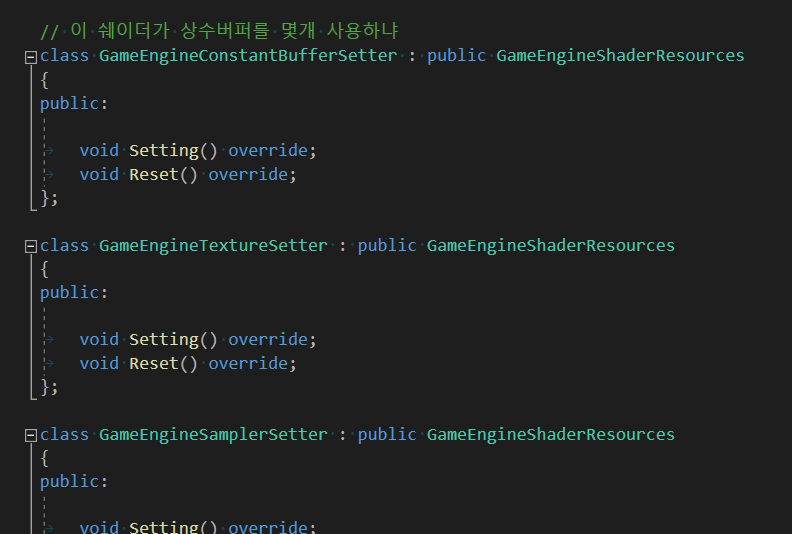 // 이 쉐이더가 상수버퍼를 몇개 사용하냐
class GameEngineConstantBufferSetter : public GameEngineShaderResources
{
public:
void Setting() override;
void Reset() override;
};
class GameEngineTextureSetter : public GameEngineShaderResources
{
public:
void Setting() override;
void Reset() override;
};
class GameEngineSamplerSetter : public GameEngineShaderResources
{
public:
void Setting() override;